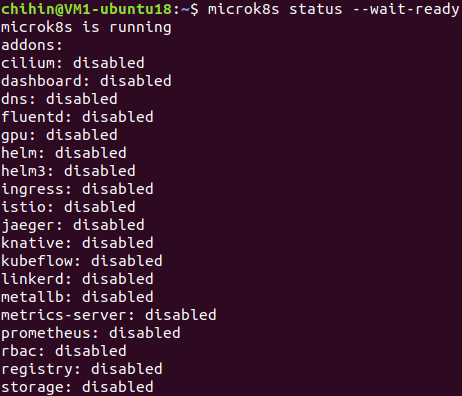 chihin@VM1-ubuntu18:~$ microk8s status --wait-ready
microk8s is running
addons:
cilium: disabled
dashboard: disabled
dns: disabled
fluentd: disabled
gpu: disabled
helm: disabled
helm3: disabled
ingress: disabled
istio: disabled
jaeger: disabled
knative: disabled
kubeflow: disabled
linkerd: disabled
metallb: disabled
metrics-server: disabled
prometheus: disabled
rbac: disabled
registry: disabled
storage: disabled